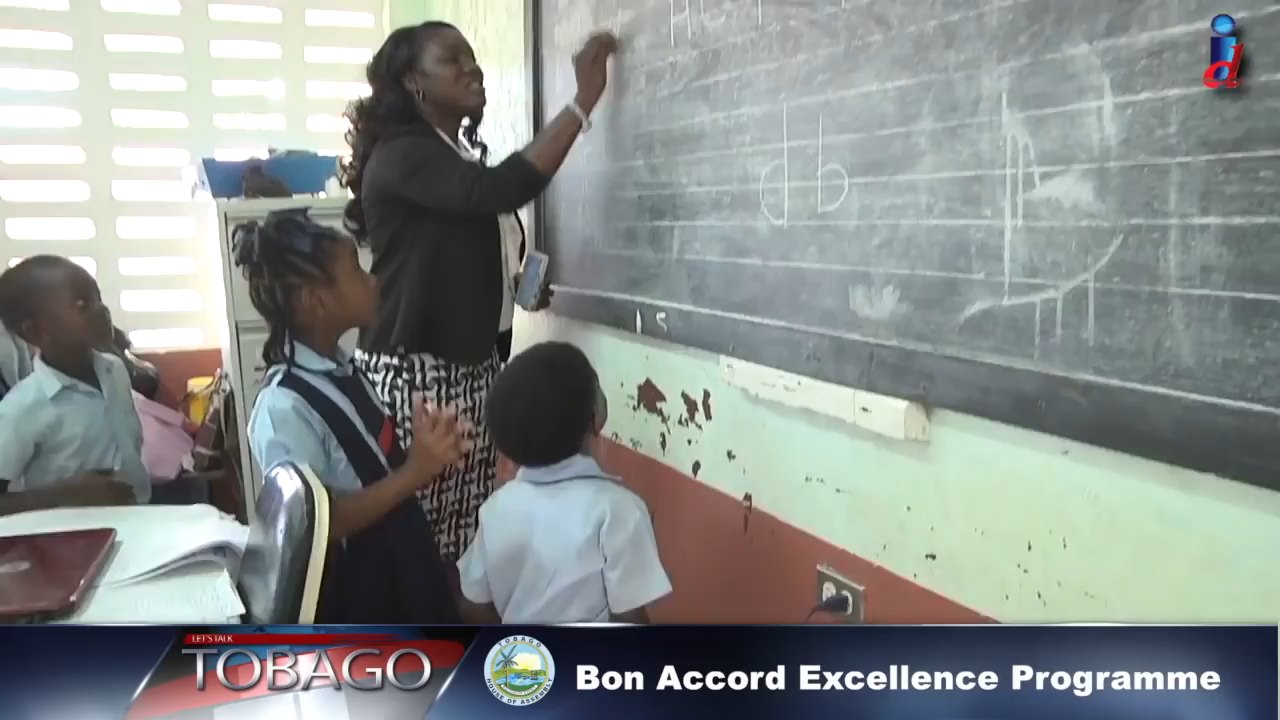 d b
LET'S TALK
TOBAGO
TOBAGO
HOUSE OF ASSEMBLY
Bon Accord Excellence Programme